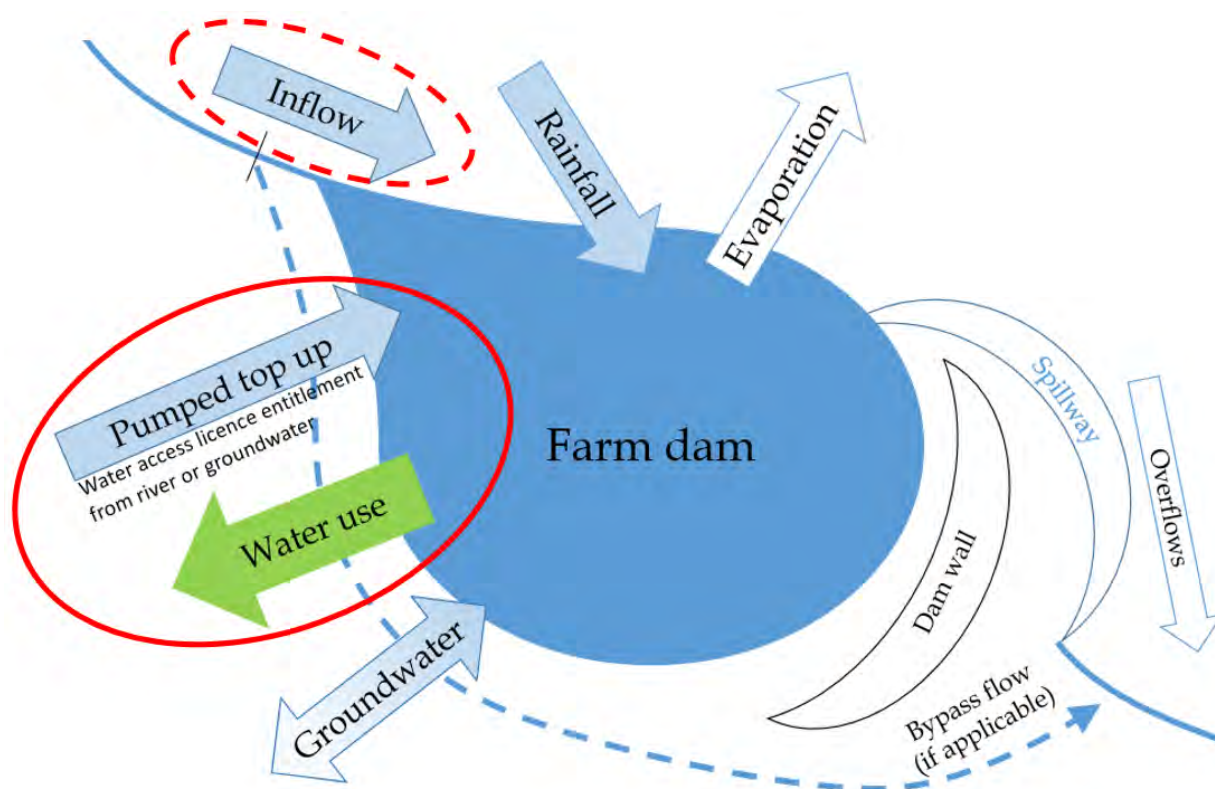 Inflow
Rainfall
Evaporation
Pumped top up
Water access licence entitlement
from river or groundwater
Water use
Farm dam
Spillway
Overflows
Dam wall
Groundwater
Bypass flow
(if applicable)